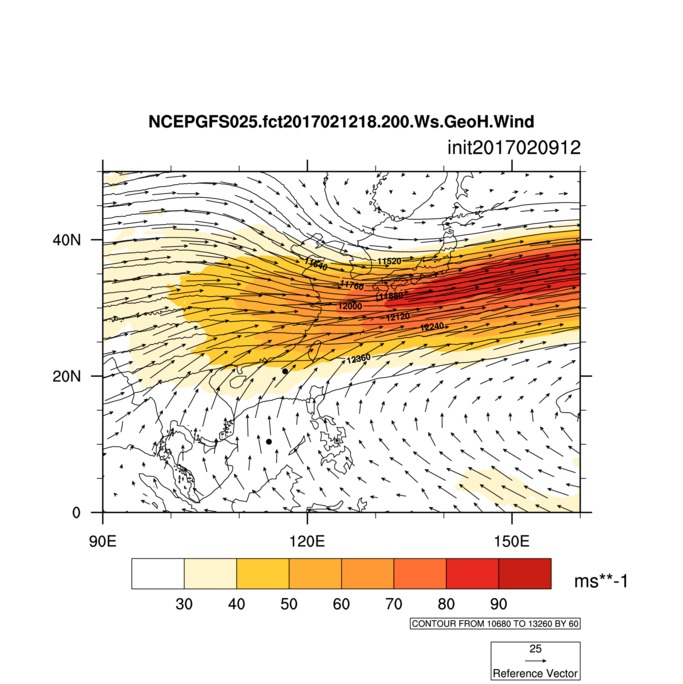 NCEPGFS025.fct2017021218.200.Ws.GeoH.Wind
init2017020912
40N
20N
0
90E 120E 150E
11640
11520
11760
11880
12000
12120
12240
12360
30 40 50 60 70 80 90
ms**-1
CONTOUR FROM 10680 TO 13260 BY 60
25
Reference Vector